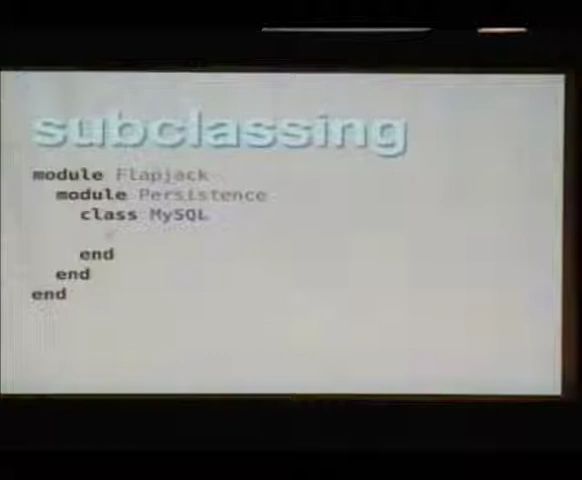 subclassing
module Flapjack
module Persistence
class MySQL
end
end
end